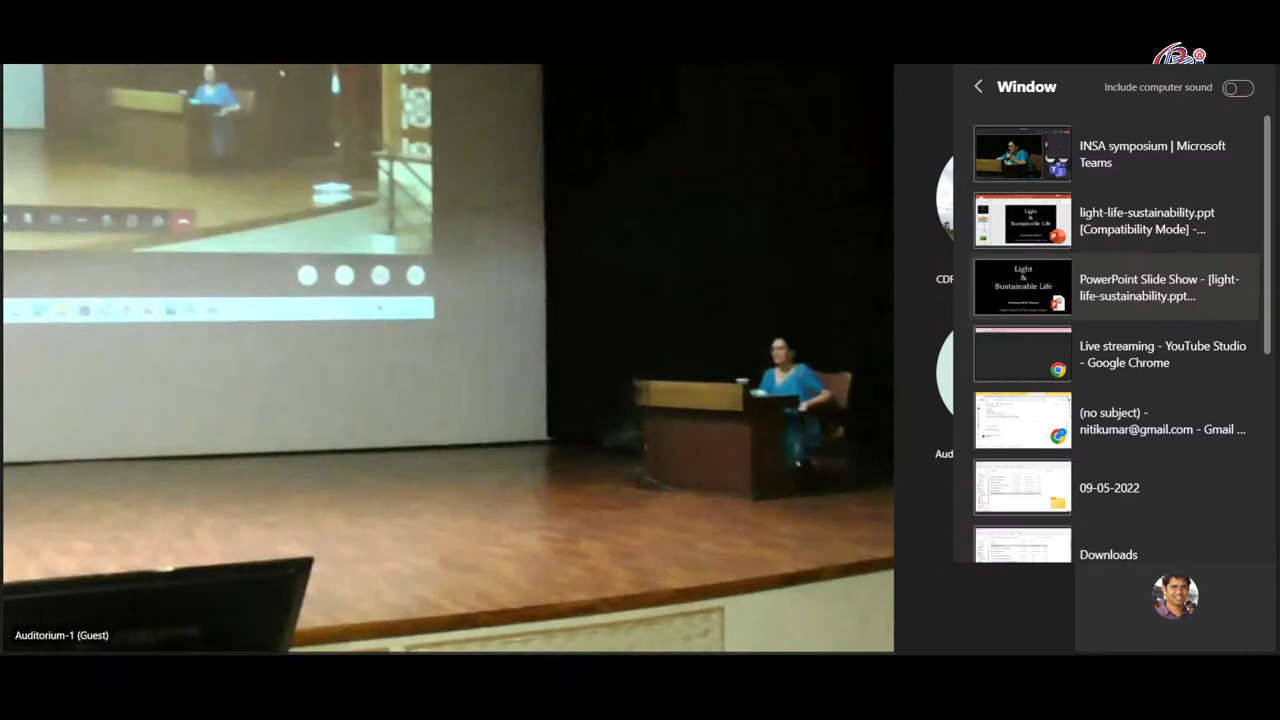 Window
Include computer sound
INSA symposium | Microsoft
Teams
light-life-sustainability.ppt
[Compatibility Mode] -...
Light
&
Sustainable Life
PowerPoint Slide Show - [light-
life-sustainability.ppt...
Light
&
Sustainable Life
Live streaming - YouTube Studio
- Google Chrome
(no subject) -
nitikumar@gmail.com - Gmail ...
09-05-2022
Downloads
CDF
Aud
Auditorium-1 (Guest)